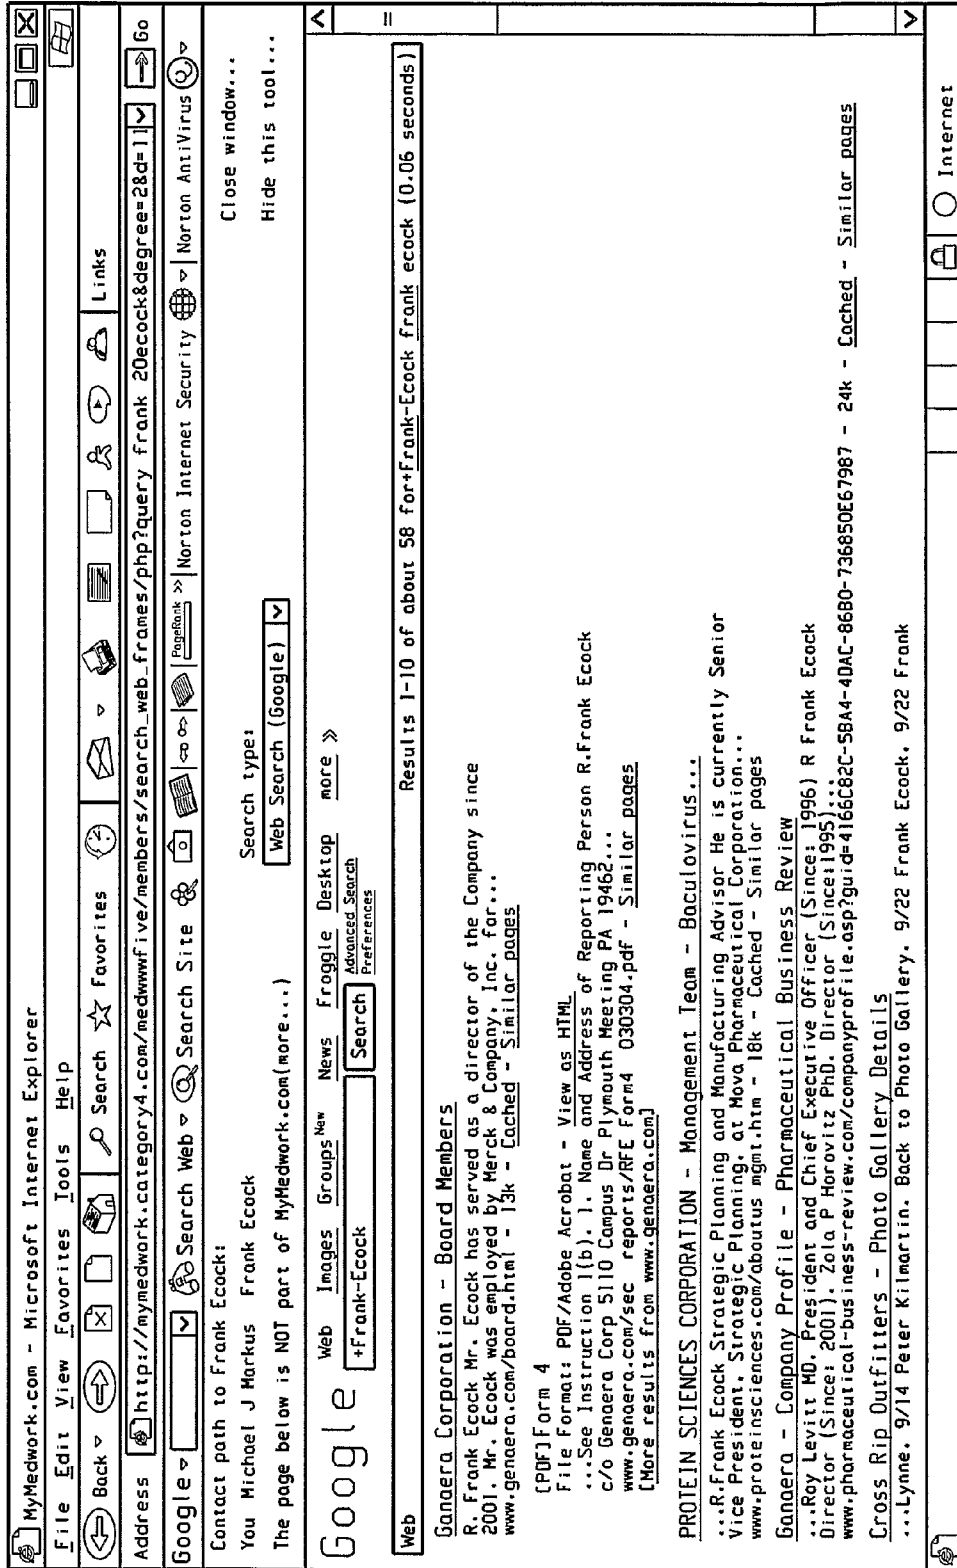 MyMedwork.com - Microsoft Internet Explorer
File Edit View Favorites Tools Help
Back Search Favorites Links
Address http://mymedwork.category4.com/medwwwfive/members/search_web_frames/php?query frank 20ecock&degree=2&d=11 Go
Google Search Web Search Site PageRank >> Norton Internet Security Norton AntiVirus
Contact path to Frank Ecock: Close window...
You Michael J Markus Frank Ecock Search type: Hide this tool...
The page below is NOT part of MyMedwork.com(more...) Web Search (Google)
Google Web Images Groups New News Froggle Desktop more >>
+Frank-Ecock Search Advanced Search
Preferences
Web Results 1-10 of about 58 for+Frank-Ecock frank ecock (0.06 seconds)
Ganaera Corporation - Board Members
R. Frank Ecock Mr. Ecock has served as a director of the Company since
2001. Mr. Ecock was employed by Merck & Company, Inc. for...
www.genaera.com/board.html - 13k - Cached - Similar pages
[PDF]Form 4
File Format: PDF/Adobe Acrobat - View as HTML
...See Instruction 1(b). 1. Name and Address of Reporting Person R.Frank Ecock
c/o Genaera Corp 5110 Campus Dr Plymouth Meeting PA 19462...
www.genaera.com/sec reports/RFE Form4 030304.pdf - Similar pages
[More results from www.genaera.com]
PROTEIN SCIENCES CORPORATION - Management Team - Baculovirus...
...R.Frank Ecock Strategic Planning and Manufacturing Advisor He is currently Senior
Vice President, Strategic Planning, at Mova Pharmaceutical Corporation...
www.proteinsciences.com/aboutus mgmt.htm - 18k - Cached - Similar pages
Ganaera - Company Profile - Pharmaceutical Business Review
...Roy Levitt MD. President and Chief Executive Officer (Since: 1996) R Frank Ecock
Director (Since: 2001). Zola P Horovitz PhD. Director (Since:1995)...
www.pharmaceutical-business-review.com/companyprofile.asp?guid=4166C82C-5BA4-4DAC-86B0-736850E67987 - 24k - Cached - Similar pages
Cross Rip Outfitters - Photo Gallery Details
...Lynne. 9/14 Peter Kilmartin. Back to Photo Gallery. 9/22 Frank Ecock. 9/22 Frank
Internet